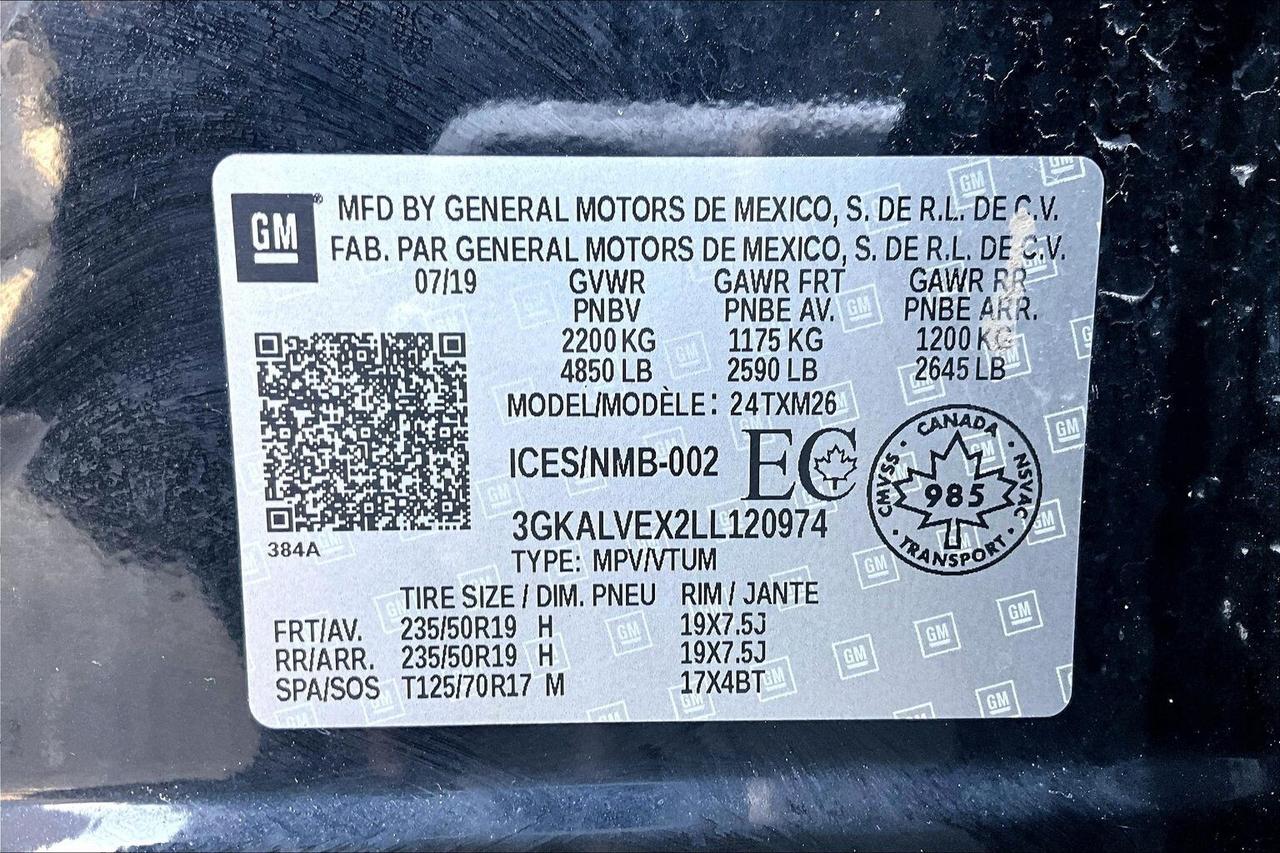 GM ® MFD BY GENERAL MOTORS DE MEXICO, S. DE R.L. DE C.V.
FAB. PAR GENERAL MOTORS DE MEXICO, S. DE R.L. DE C.V.
07/19 GVWR GAWR FRT GAWR RR
PNBV PNBE AV. PNBE ARR.
2200 KG 1175 KG 1200 KG
4850 LB 2590 LB 2645 LB
MODEL/MODÈLE: 24TXM26
ICES/NMB-002 EC
CANADA
CMVSS 985 NSVAC
TRANSPORT
3GKALVEX2LL120974
384A
TYPE: MPV/VTUM
TIRE SIZE / DIM. PNEU RIM / JANTE
FRT/AV. 235/50R19 H 19X7.5J
RR/ARR. 235/50R19 H 19X7.5J
SPA/SOS T125/70R17 M 17X4BT